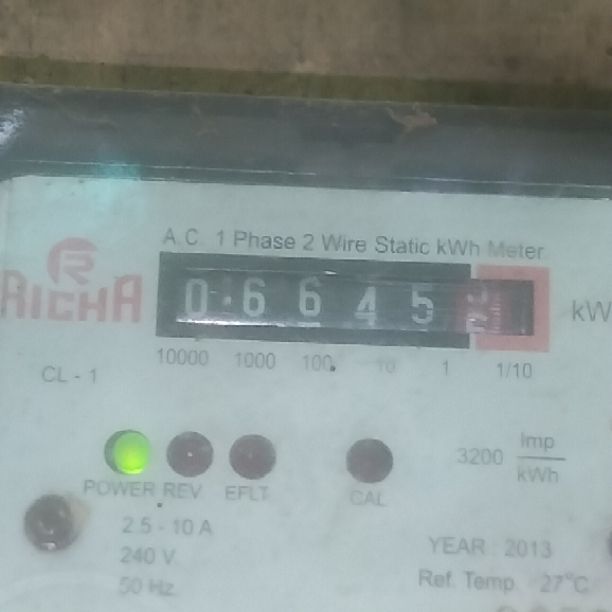 A.C. 1 Phase 2 Wire Static kWh Meter
R
RICHA
0 6 6 4 5
kW
10000 1000 100 10 1 1/10
CL - 1
3200 Imp
kWh
POWER REV EFLT CAL
2.5 - 10 A
240 V
50 Hz
YEAR : 2013
Ref. Temp 27°C